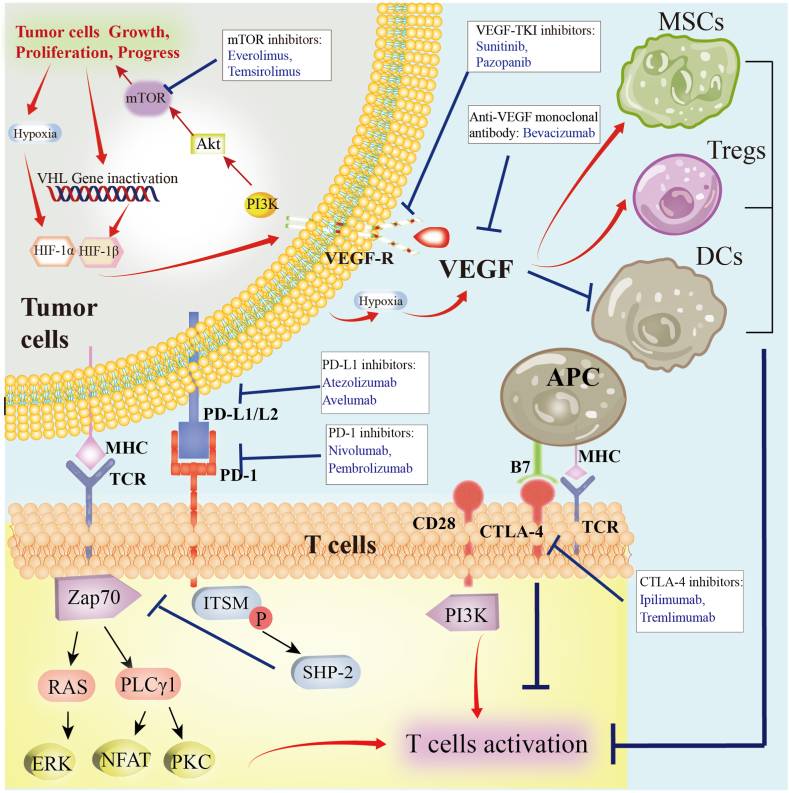 Tumor cells  Growth,
Proliferation, Progress
mTOR inhibitors:
Everolimus,
Temsirolimus
mTOR
Hypoxia
Akt
VHL Gene inactivation
PI3K
HIF-1α
HIF-1β
Tumor
cells
VEGF-TKI inhibitors:
Sunitinib,
Pazopanib
Anti-VEGF monoclonal
antibody: Bevacizumab
VEGF-R
VEGF
Hypoxia
MSCs
Tregs
DCs
PD-L1 inhibitors:
Atezolizumab
Avelumab
PD-L1/L2
PD-1 inhibitors:
Nivolumab,
Pembrolizumab
PD-1
MHC
TCR
APC
B7
MHC
CD28
CTLA-4
TCR
T cells
CTLA-4 inhibitors:
Ipilimumab,
Tremlimumab
Zap70
ITSM
P
SHP-2
PI3K
RAS
PLCγ1
ERK
NFAT
PKC
T cells activation